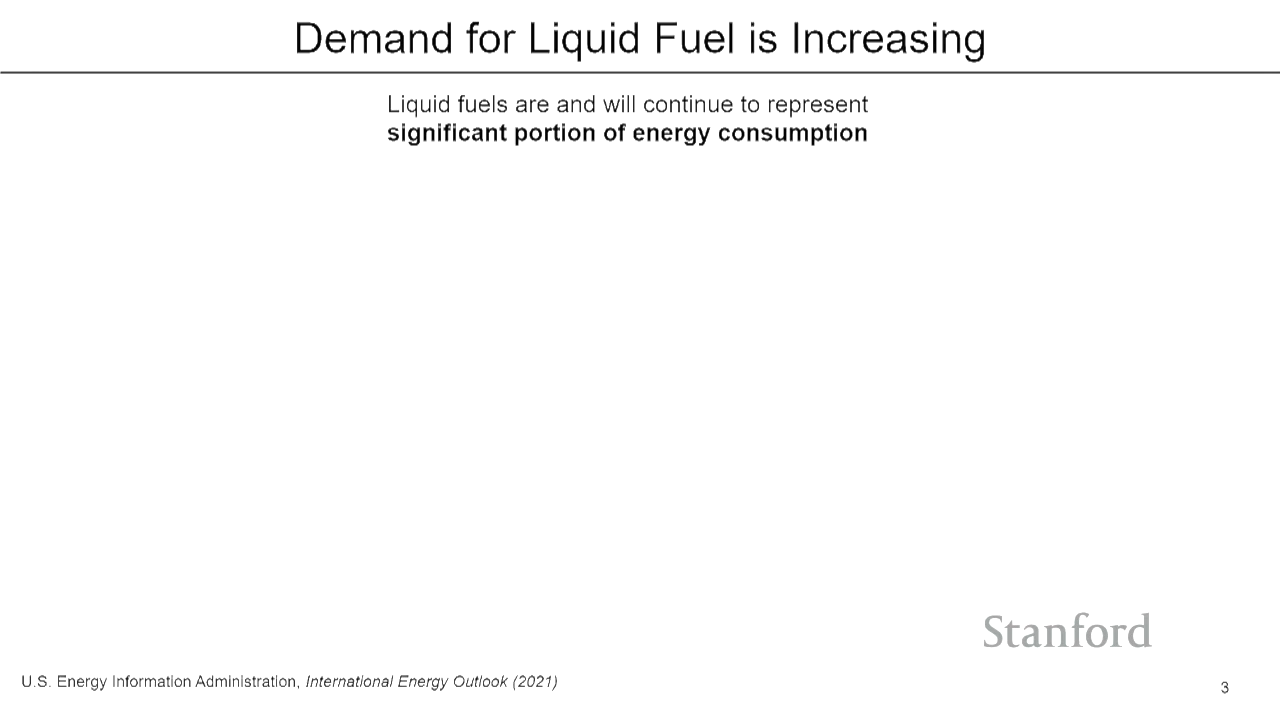 Demand for Liquid Fuel is Increasing
Liquid fuels are and will continue to represent
significant portion of energy consumption
Stanford
U.S. Energy Information Administration, International Energy Outlook (2021)
3